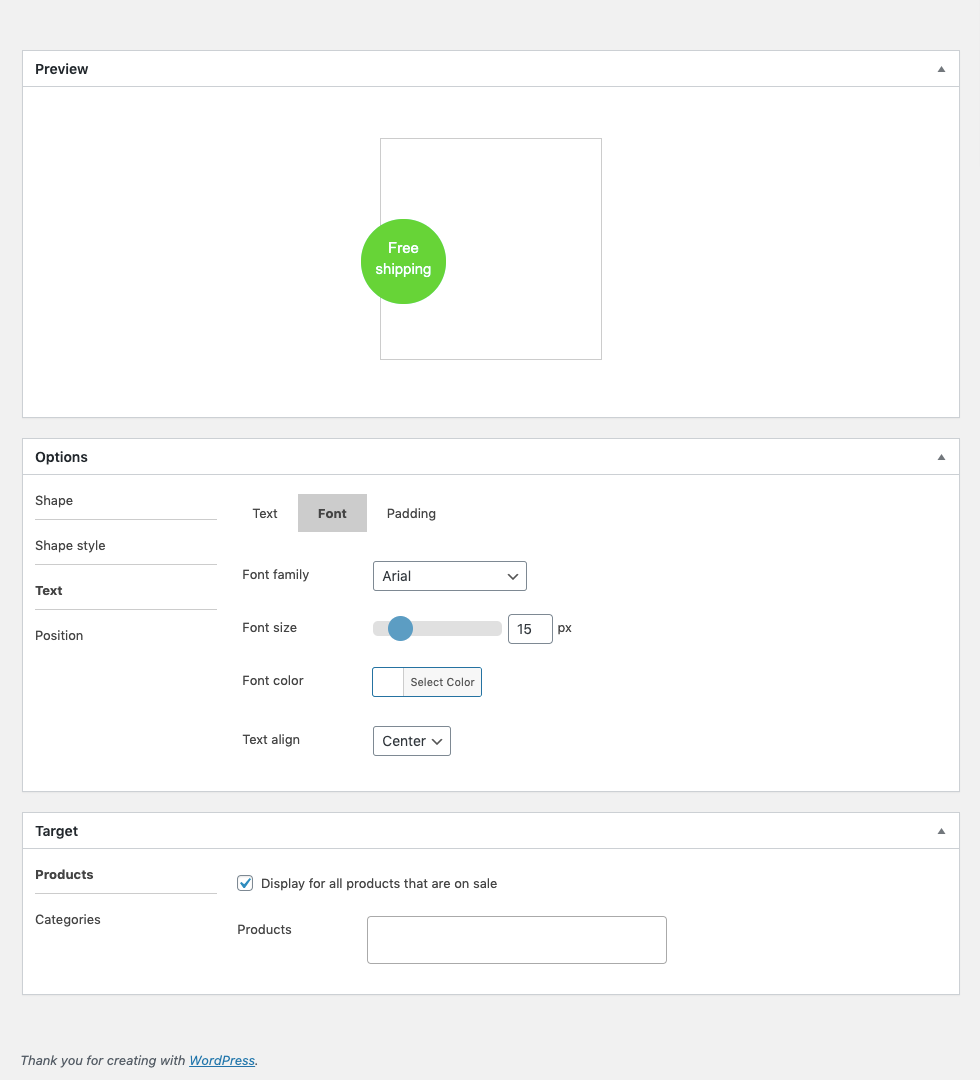 Preview
Free
shipping
Options
Shape
Shape style
Text
Position
Text Font Padding
Font family Arial
Font size 15 px
Font color Select Color
Text align Center
Target
Products
Categories
Display for all products that are on sale
Products
Thank you for creating with WordPress.